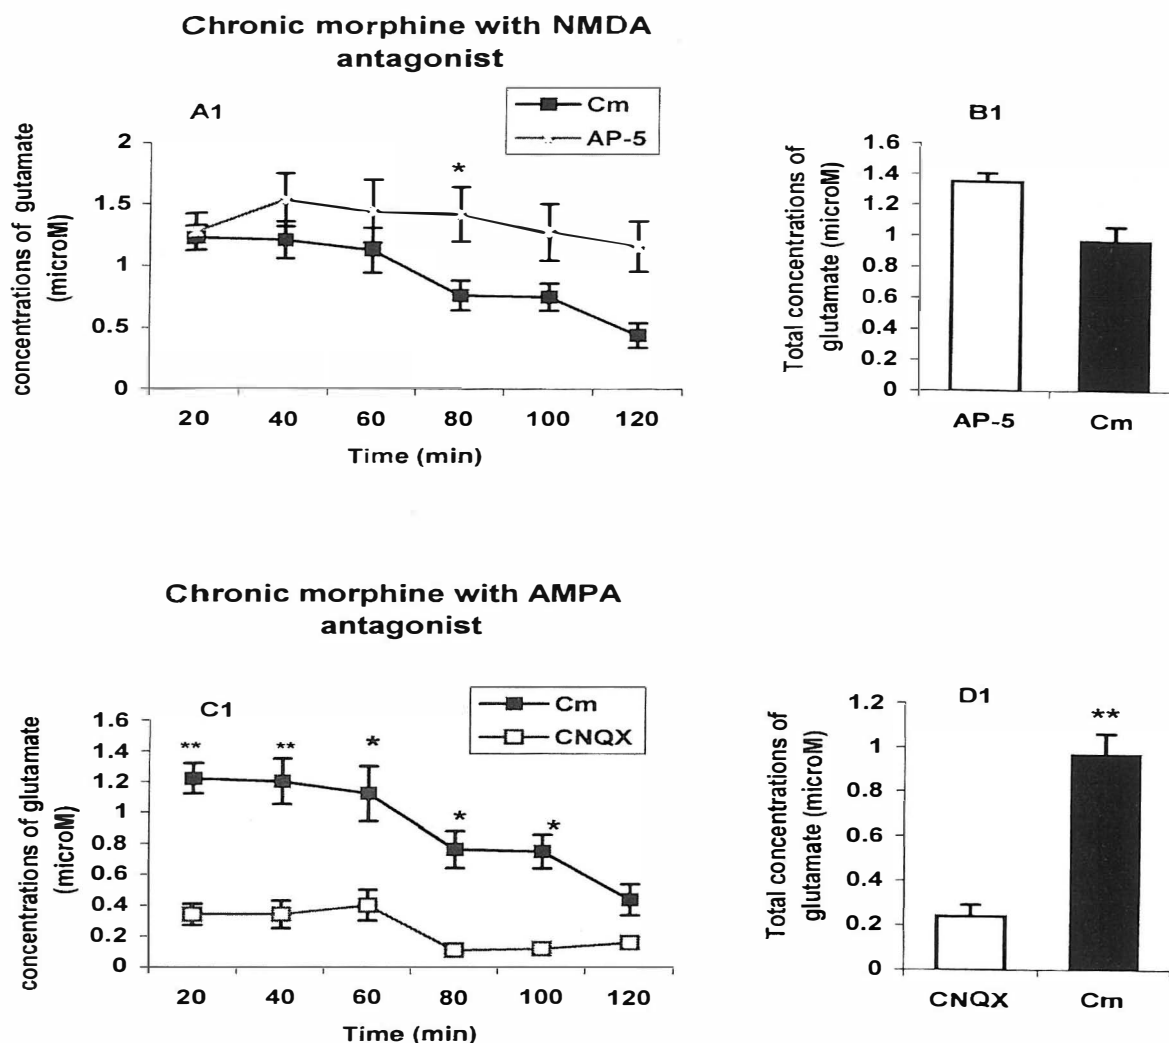 Chronic morphine with NMDA
antagonist
A1
Cm
AP-5
concentrations of gutamate
(microM)
2
1.5
1
0.5
0
*
20 40 60 80 100 120
Time (min)
B1
Total concentrations of
glutamate (microM)
1.6
1.4
1.2
1
0.8
0.6
0.4
0.2
0
AP-5 Cm
Chronic morphine with AMPA
antagonist
C1
Cm
CNQX
concentrations of glutamate
(microM)
1.6
1.4
1.2
1
0.8
0.6
0.4
0.2
0
** ** * * *
20 40 60 80 100 120
Time (min)
D1
Total concentrations of
glutamate (microM)
1.2
1
0.8
0.6
0.4
0.2
0
**
CNQX Cm